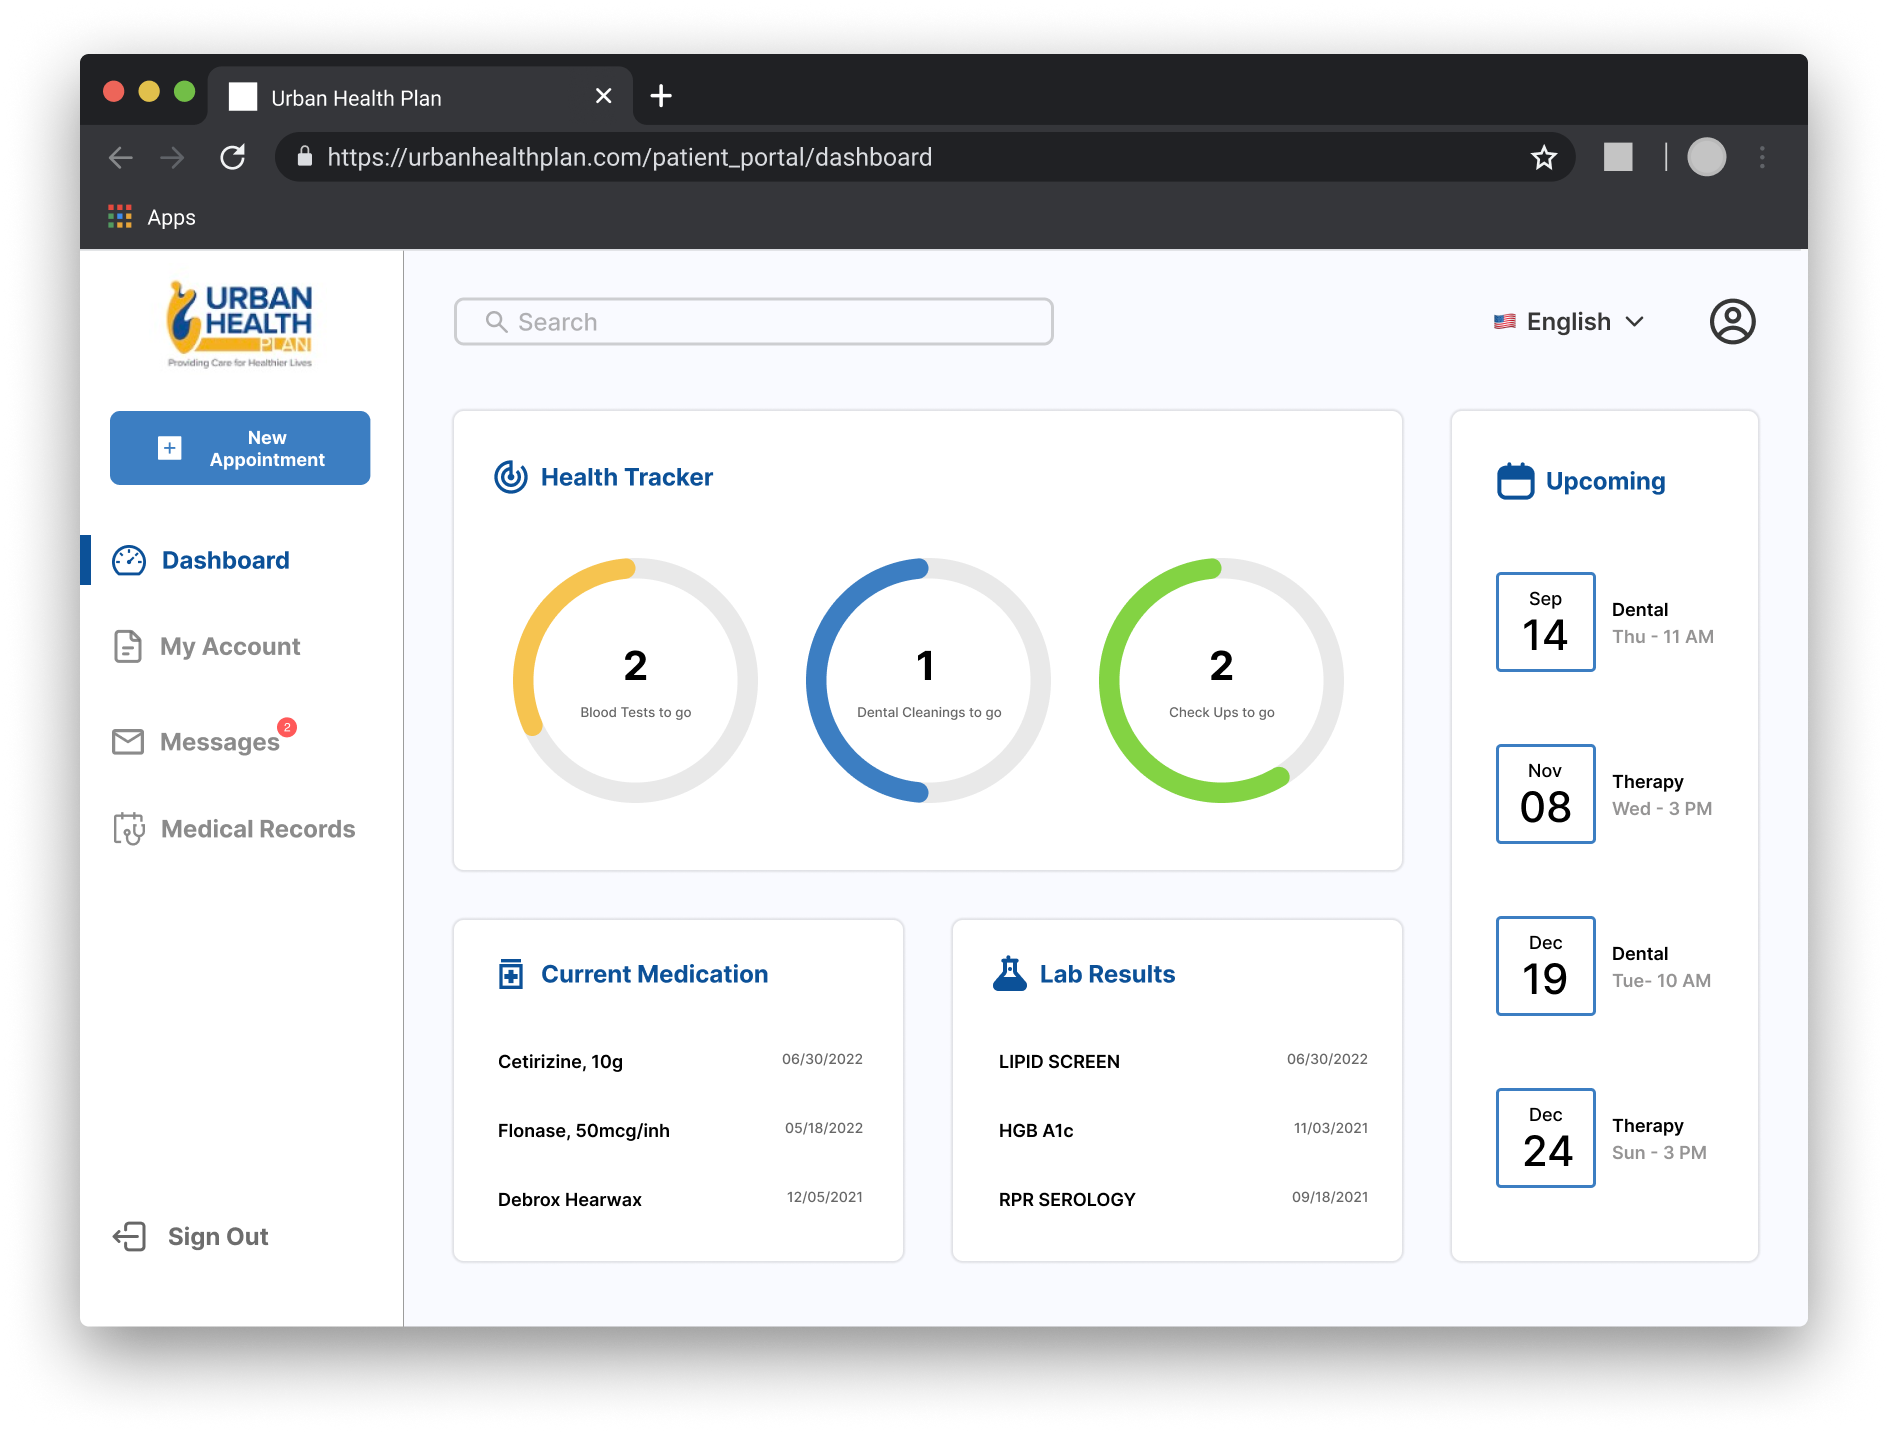 Urban Health Plan
https://urbanhealthplan.com/patient_portal/dashboard
Apps
URBAN
HEALTH
PLAN
Providing Care for Healthier Lives
Search
English
New
Appointment
Dashboard
My Account
Messages 2
Medical Records
Sign Out
Health Tracker
2
Blood Tests to go
1
Dental Cleanings to go
2
Check Ups to go
Current Medication
Cetirizine, 10g 06/30/2022
Flonase, 50mcg/inh 05/18/2022
Debrox Hearwax 12/05/2021
Lab Results
LIPID SCREEN 06/30/2022
HGB A1c 11/03/2021
RPR SEROLOGY 09/18/2021
Upcoming
Sep
14
Dental
Thu - 11 AM
Nov
08
Therapy
Wed - 3 PM
Dec
19
Dental
Tue- 10 AM
Dec
24
Therapy
Sun - 3 PM